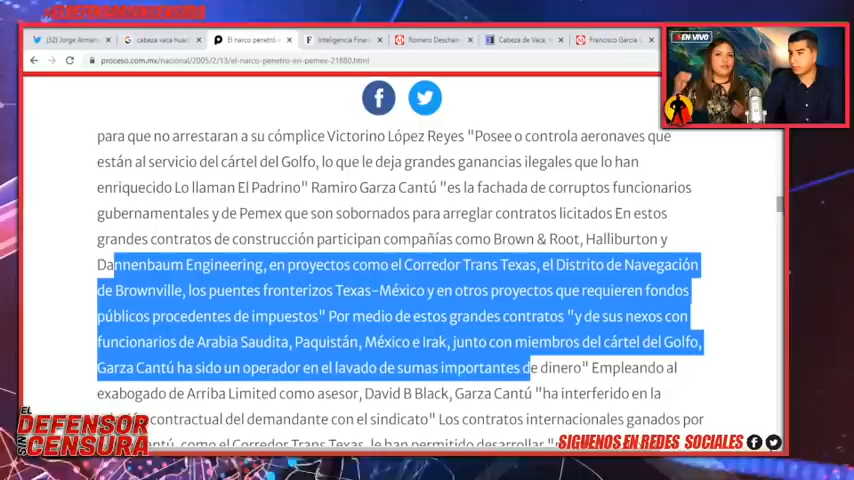 (32) Jorge Arman
cabeza vaca huac
El narco penetró e
Inteligencia Finan
Romero Descham
Cabeza de Vaca,
Francisco García
proceso.com.mx/nacional/2005/2/13/el-narco-penetro-en-pemex-21880.html
EN VIVO
para que no arrestaran a su cómplice Victorino López Reyes "Posee o controla aeronaves que
están al servicio del cártel del Golfo, lo que le deja grandes ganancias ilegales que lo han
enriquecido Lo llaman El Padrino" Ramiro Garza Cantú "es la fachada de corruptos funcionarios
gubernamentales y de Pemex que son sobornados para arreglar contratos licitados En estos
grandes contratos de construcción participan compañías como Brown & Root, Halliburton y
Dannenbaum Engineering, en proyectos como el Corredor Trans Texas, el Distrito de Navegación
de Brownville, los puentes fronterizos Texas-México y en otros proyectos que requieren fondos
públicos procedentes de impuestos" Por medio de estos grandes contratos "y de sus nexos con
funcionarios de Arabia Saudita, Paquistán, México e Irak, junto con miembros del cártel del Golfo,
Garza Cantú ha sido un operador en el lavado de sumas importantes de dinero" Empleando al
exabogado de Arriba Limited como asesor, David B Black, Garza Cantú "ha interferido en la
contractual del demandante con el sindicato" Los contratos internacionales ganados por
como el Corredor Trans Texas, le han permitido desarrollar
EL DEFENSOR
SIN CENSURA
SIGUENOS EN REDES SOCIALES